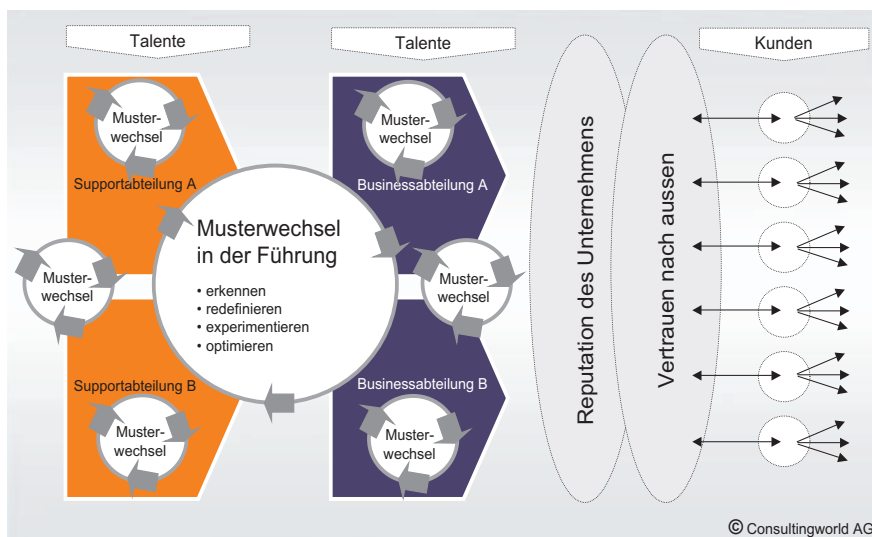 Talente
Talente
Kunden
Muster-
wechsel
Supportabteilung A
Muster-
wechsel
Businessabteilung A
Musterwechsel
in der Führung
• erkennen
• redefinieren
• experimentieren
• optimieren
Muster-
wechsel
Muster-
wechsel
Supportabteilung B
Muster-
wechsel
Businessabteilung B
Muster-
wechsel
Reputation des Unternehmens
Vertrauen nach aussen
© Consultingworld AG